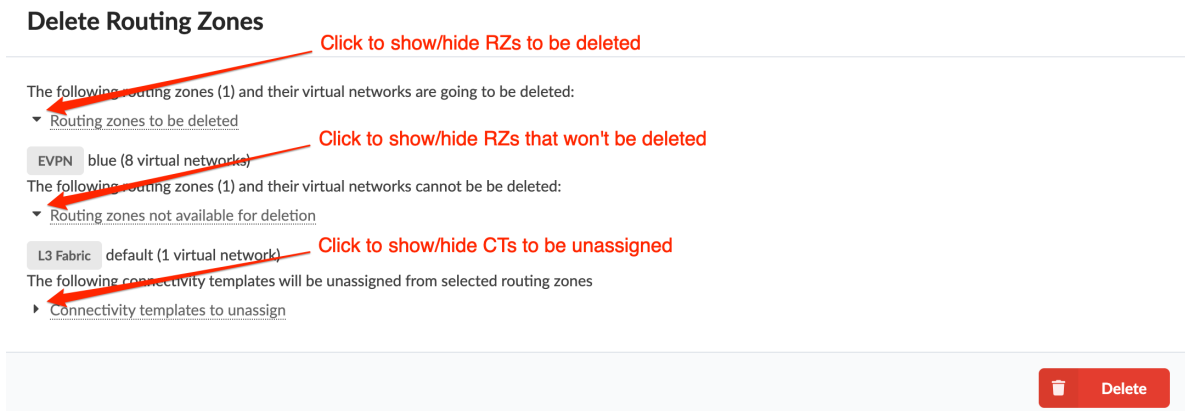 Delete Routing Zones
Click to show/hide RZs to be deleted
The following routing zones (1) and their virtual networks are going to be deleted:
Routing zones to be deleted
Click to show/hide RZs that won't be deleted
EVPN blue (8 virtual networks)
The following routing zones (1) and their virtual networks cannot be be deleted:
Routing zones not available for deletion
Click to show/hide CTs to be unassigned
L3 Fabric default (1 virtual network)
The following connectivity templates will be unassigned from selected routing zones
Connectivity templates to unassign
Delete